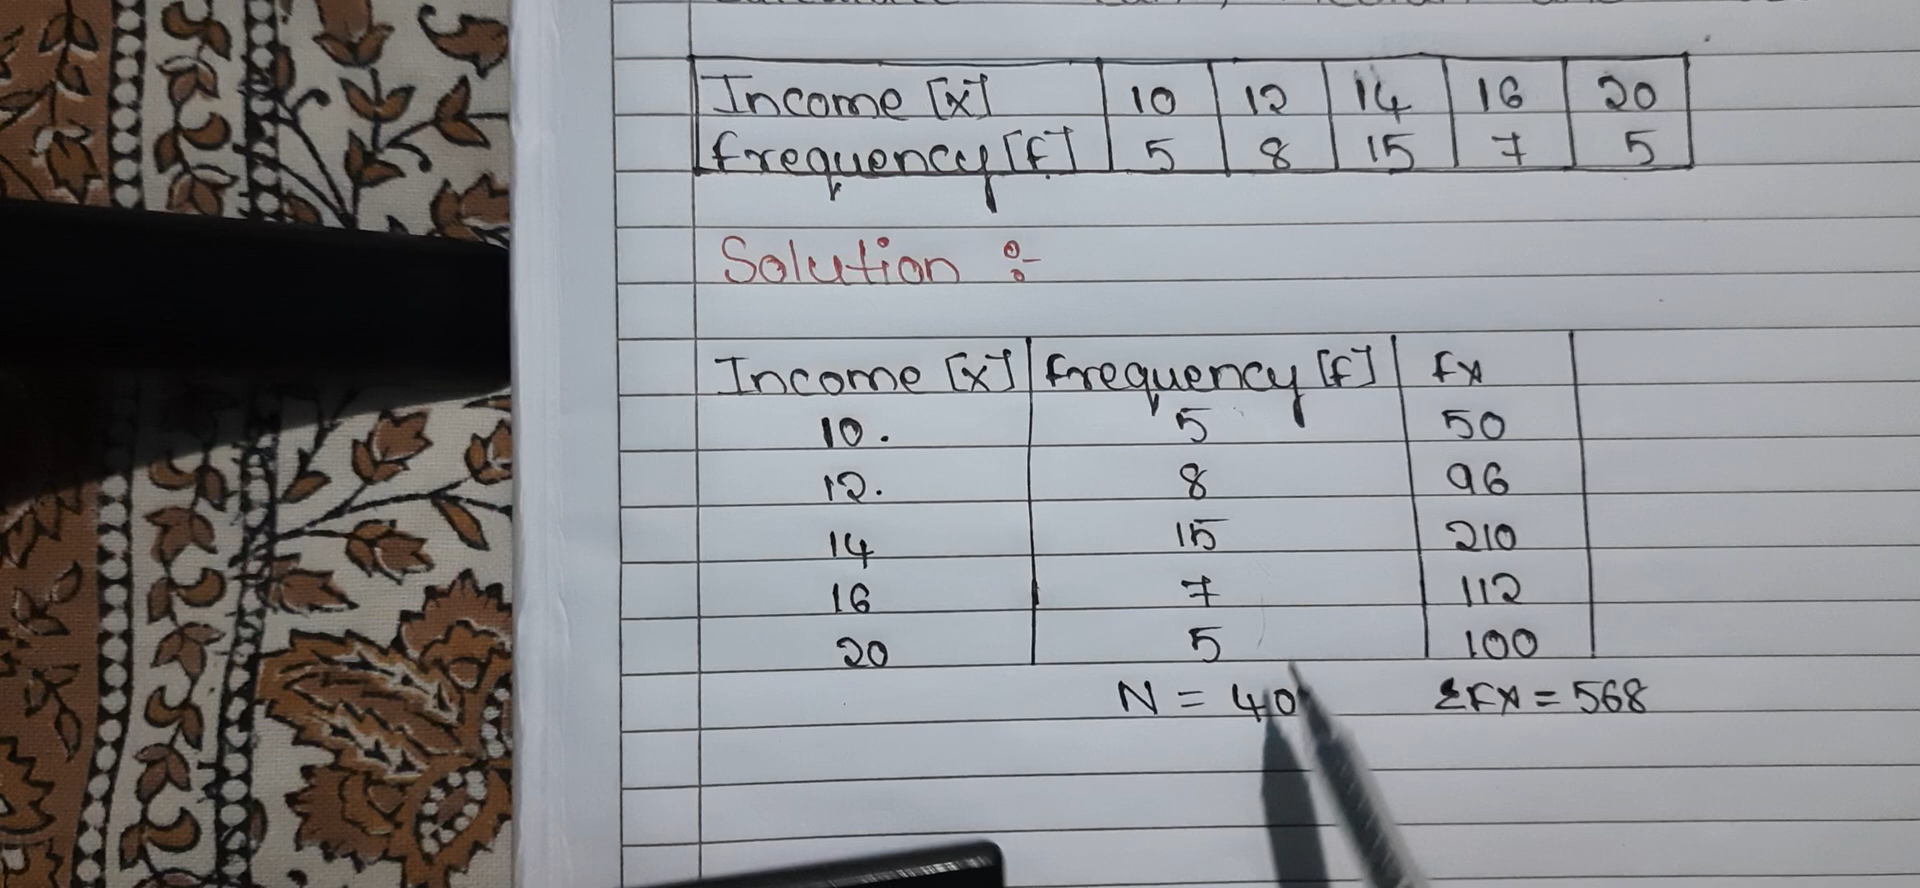 Income [x] 10 12 14 16 20
frequency [f] 5 8 15 7 5
Solution :-
Income [x] frequency [f] fx
10. 5 50
12. 8 96
14 15 210
16 7 112
20 5 100
N = 40 Σfx = 568